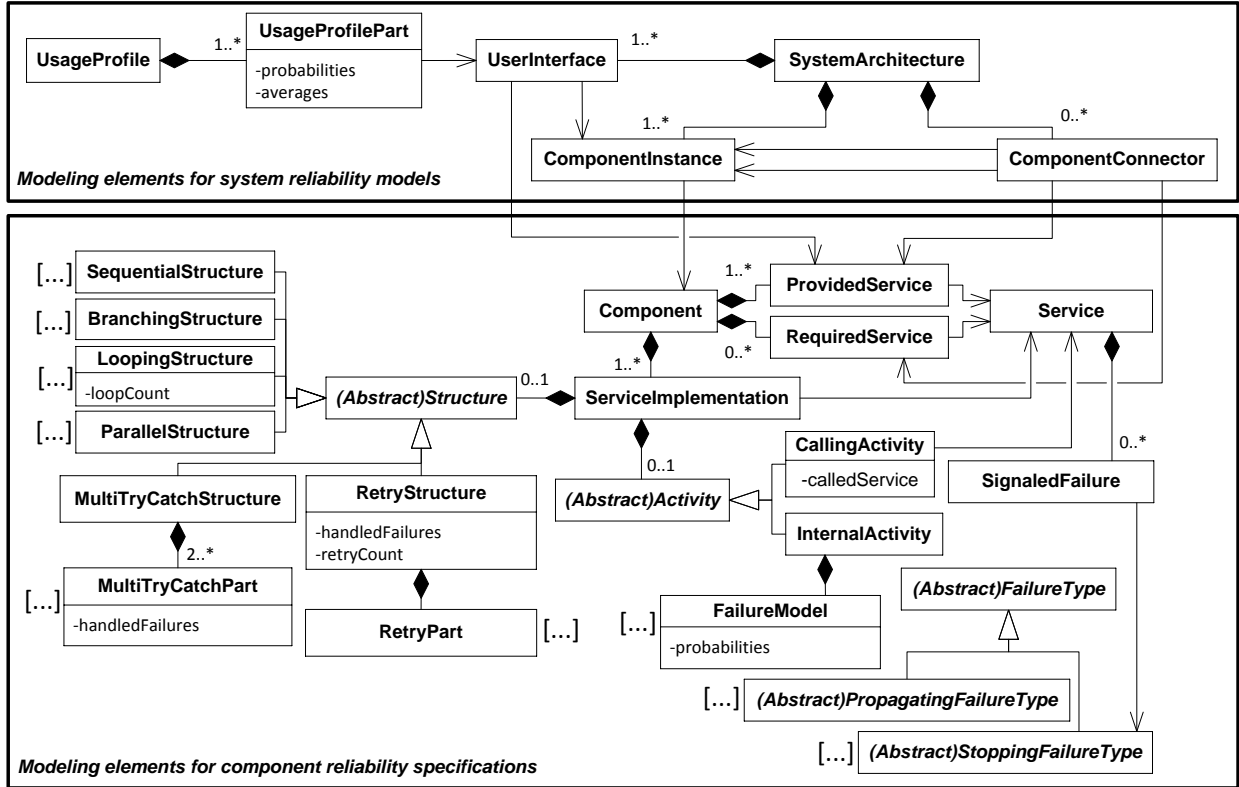 UsageProfile
1..*
UsageProfilePart
-probabilities
-averages
UserInterface
1..*
SystemArchitecture
1..*
0..*
ComponentInstance
ComponentConnector
Modeling elements for system reliability models
[...]
SequentialStructure
[...]
BranchingStructure
[...]
LoopingStructure
-loopCount
[...]
ParallelStructure
(Abstract)Structure
0..1
Component
1..*
ProvidedService
0..*
RequiredService
Service
1..*
ServiceImplementation
0..1
(Abstract)Activity
CallingActivity
-calledService
0..*
SignaledFailure
MultiTryCatchStructure
RetryStructure
-handledFailures
-retryCount
InternalActivity
2..*
[...]
MultiTryCatchPart
-handledFailures
RetryPart
[...]
[...]
FailureModel
-probabilities
(Abstract)FailureType
[...]
(Abstract)PropagatingFailureType
[...]
(Abstract)StoppingFailureType
Modeling elements for component reliability specifications